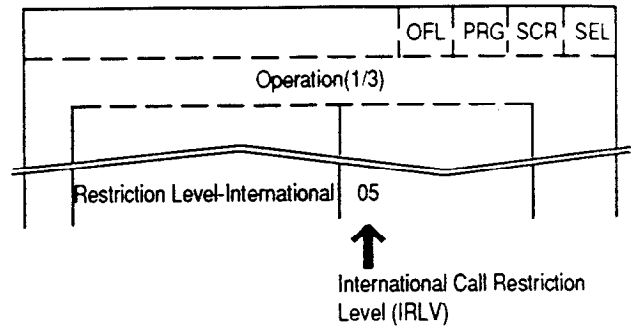 OFL PRG SCR SEL
Operation(1/3)
Restriction Level-International 05
International Call Restriction
Level (IRLV)